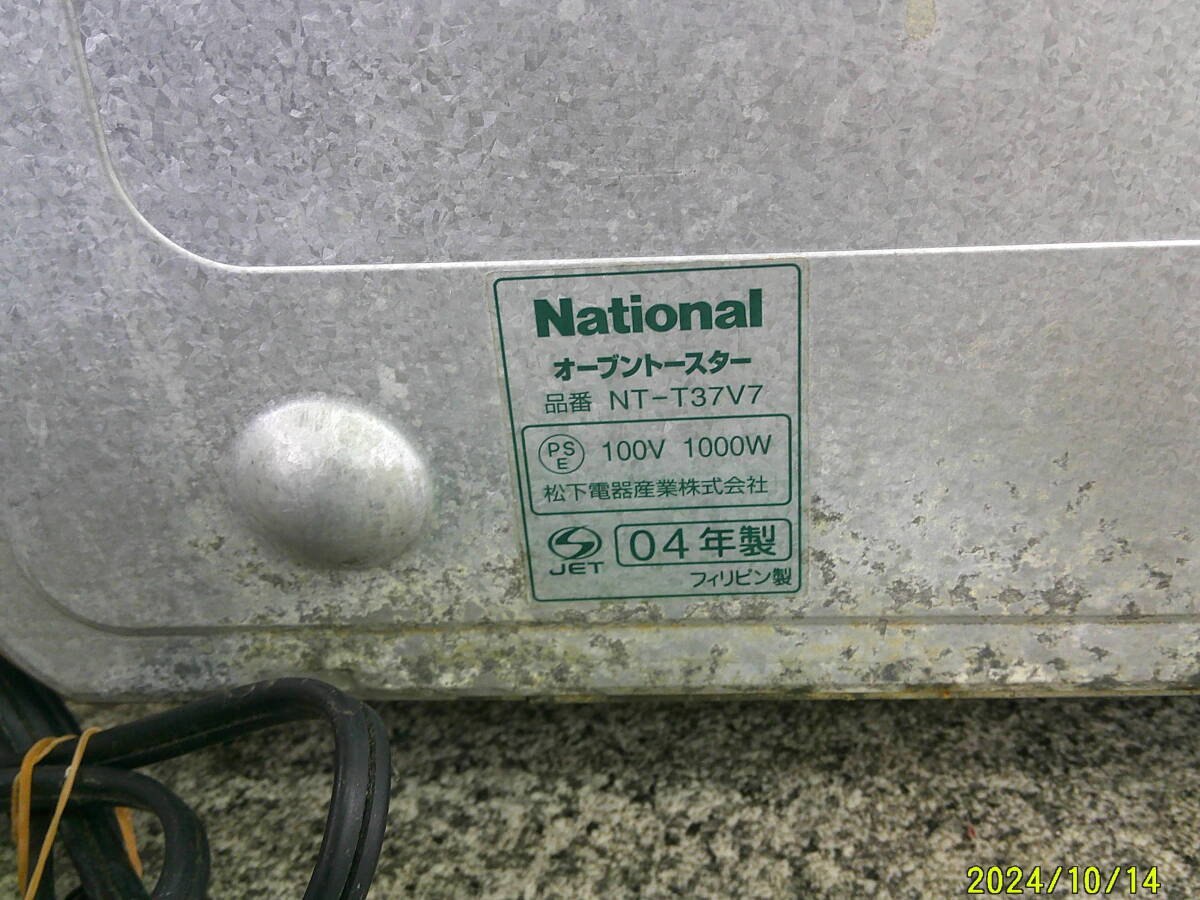 National
オーブントースター
品番 NT-T37V7
PS E 100V 1000W
松下電器産業株式会社
JET 04年製
フィリピン製
2024/10/14